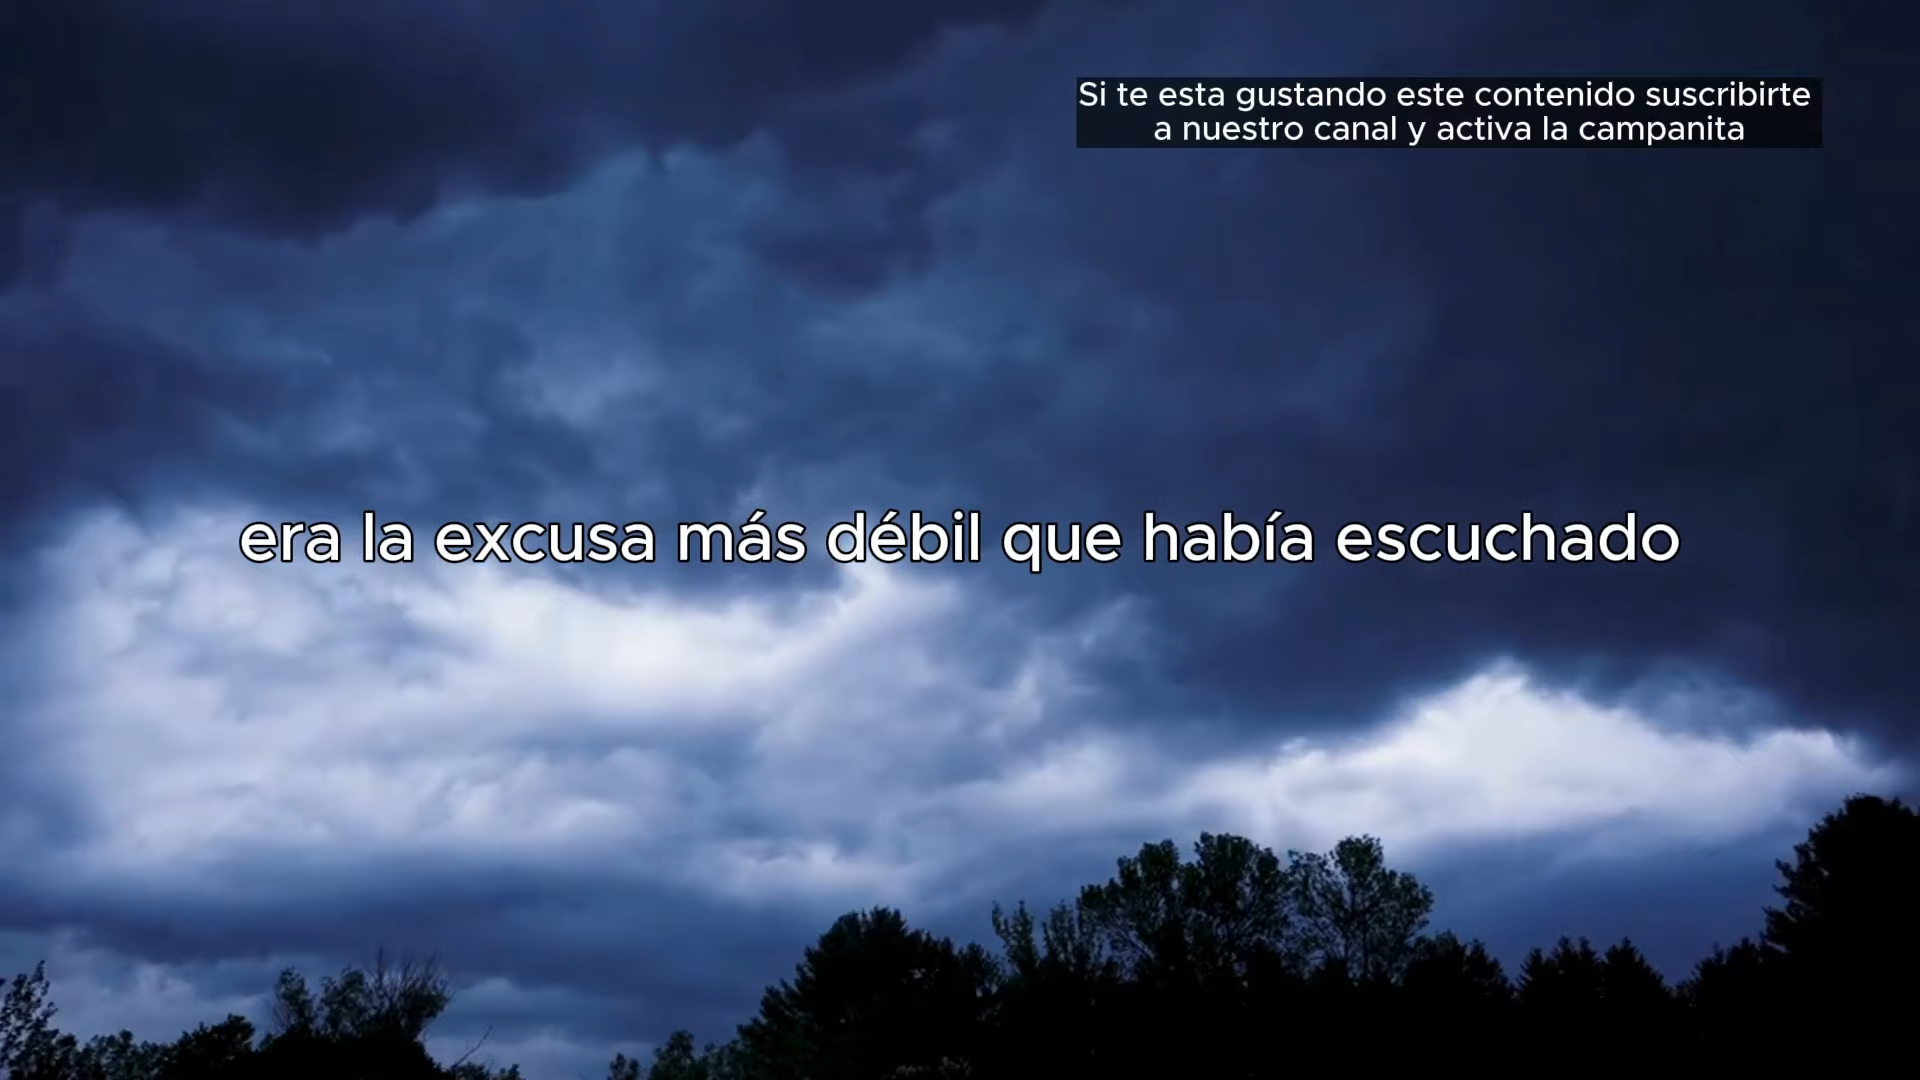 Si te esta gustando este contenido suscribirte
a nuestro canal y activa la campanita
era la excusa más débil que había escuchado